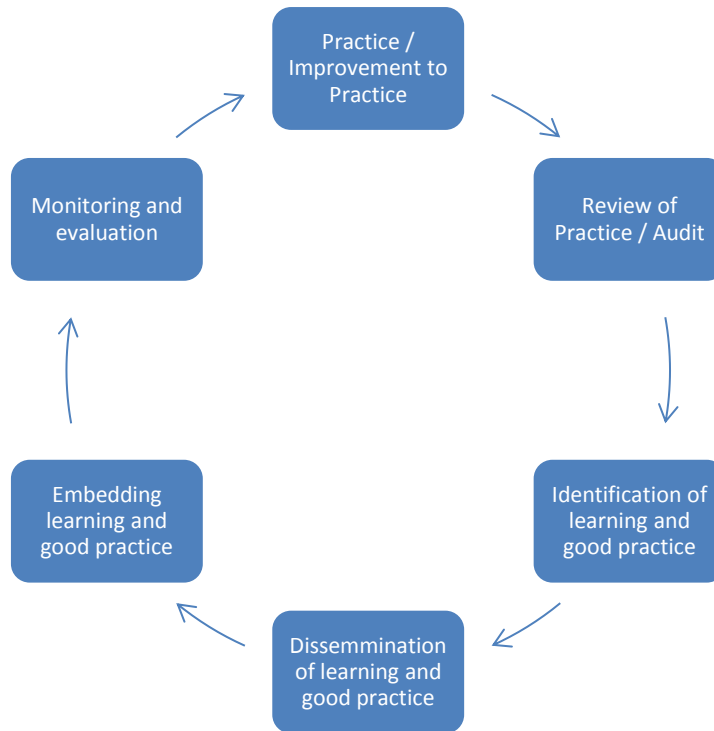 Practice /
Improvement to
Practice
Review of
Practice / Audit
Identification of
learning and
good practice
Dissemmination
of learning and
good practice
Embedding
learning and
good practice
Monitoring and
evaluation